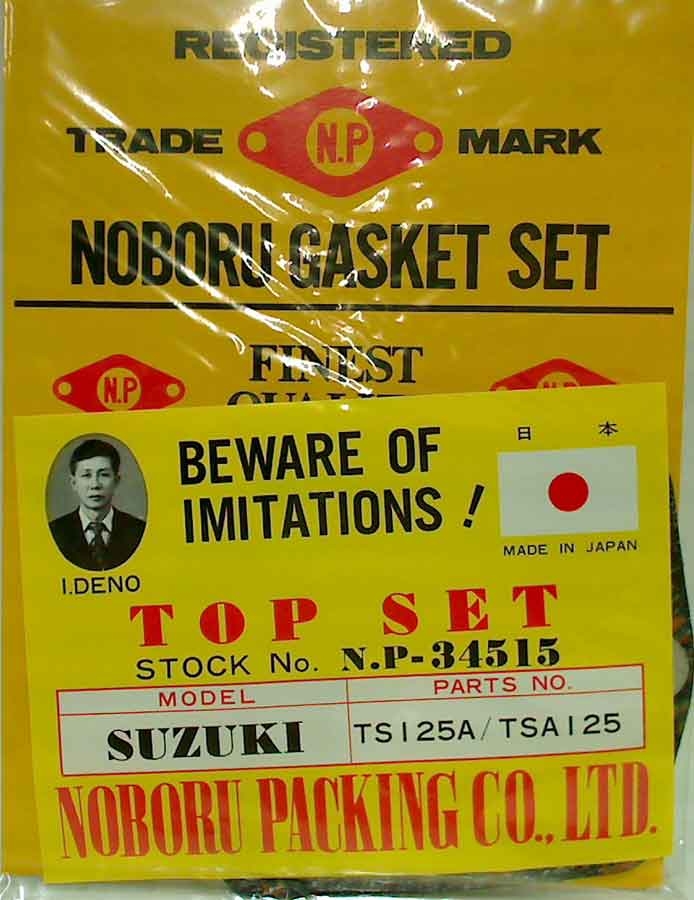 REGISTERED
TRADE N.P MARK
NOBORU GASKET SET
FINEST
N.P
N.P
QUALITY
BEWARE OF
IMITATIONS !
日本
I.DENO
MADE IN JAPAN
TOP SET
STOCK No. N.P-34515
MODEL PARTS NO.
SUZUKI TS125A/TSA125
NOBORU PACKING CO., LTD.